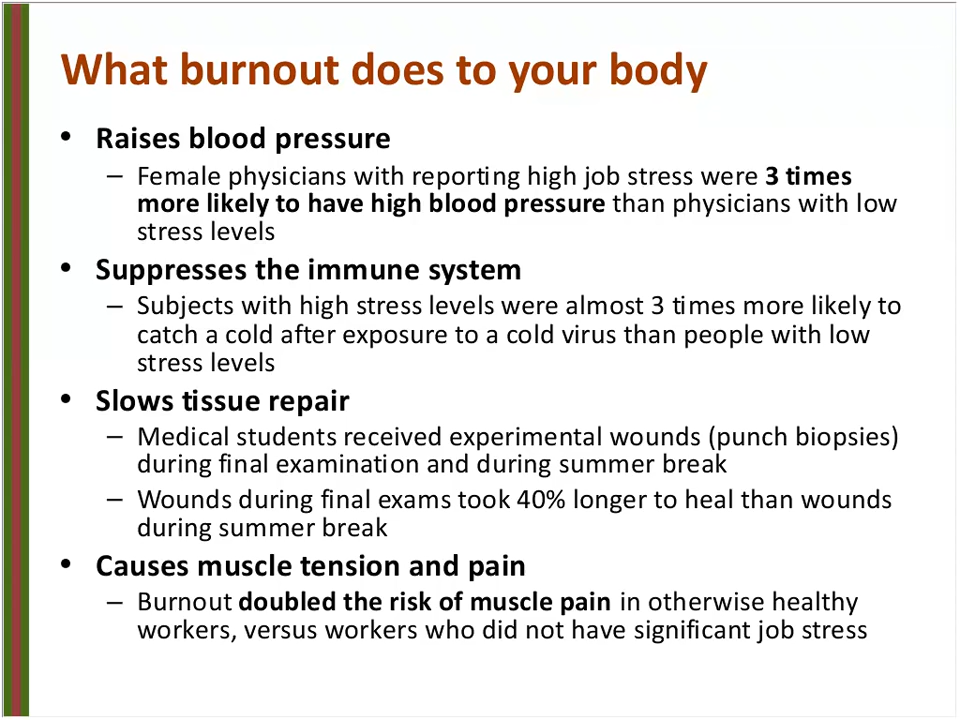 What burnout does to your body
• Raises blood pressure
– Female physicians with reporting high job stress were 3 times
more likely to have high blood pressure than physicians with low
stress levels
• Suppresses the immune system
– Subjects with high stress levels were almost 3 times more likely to
catch a cold after exposure to a cold virus than people with low
stress levels
• Slows tissue repair
– Medical students received experimental wounds (punch biopsies)
during final examination and during summer break
– Wounds during final exams took 40% longer to heal than wounds
during summer break
• Causes muscle tension and pain
– Burnout doubled the risk of muscle pain in otherwise healthy
workers, versus workers who did not have significant job stress